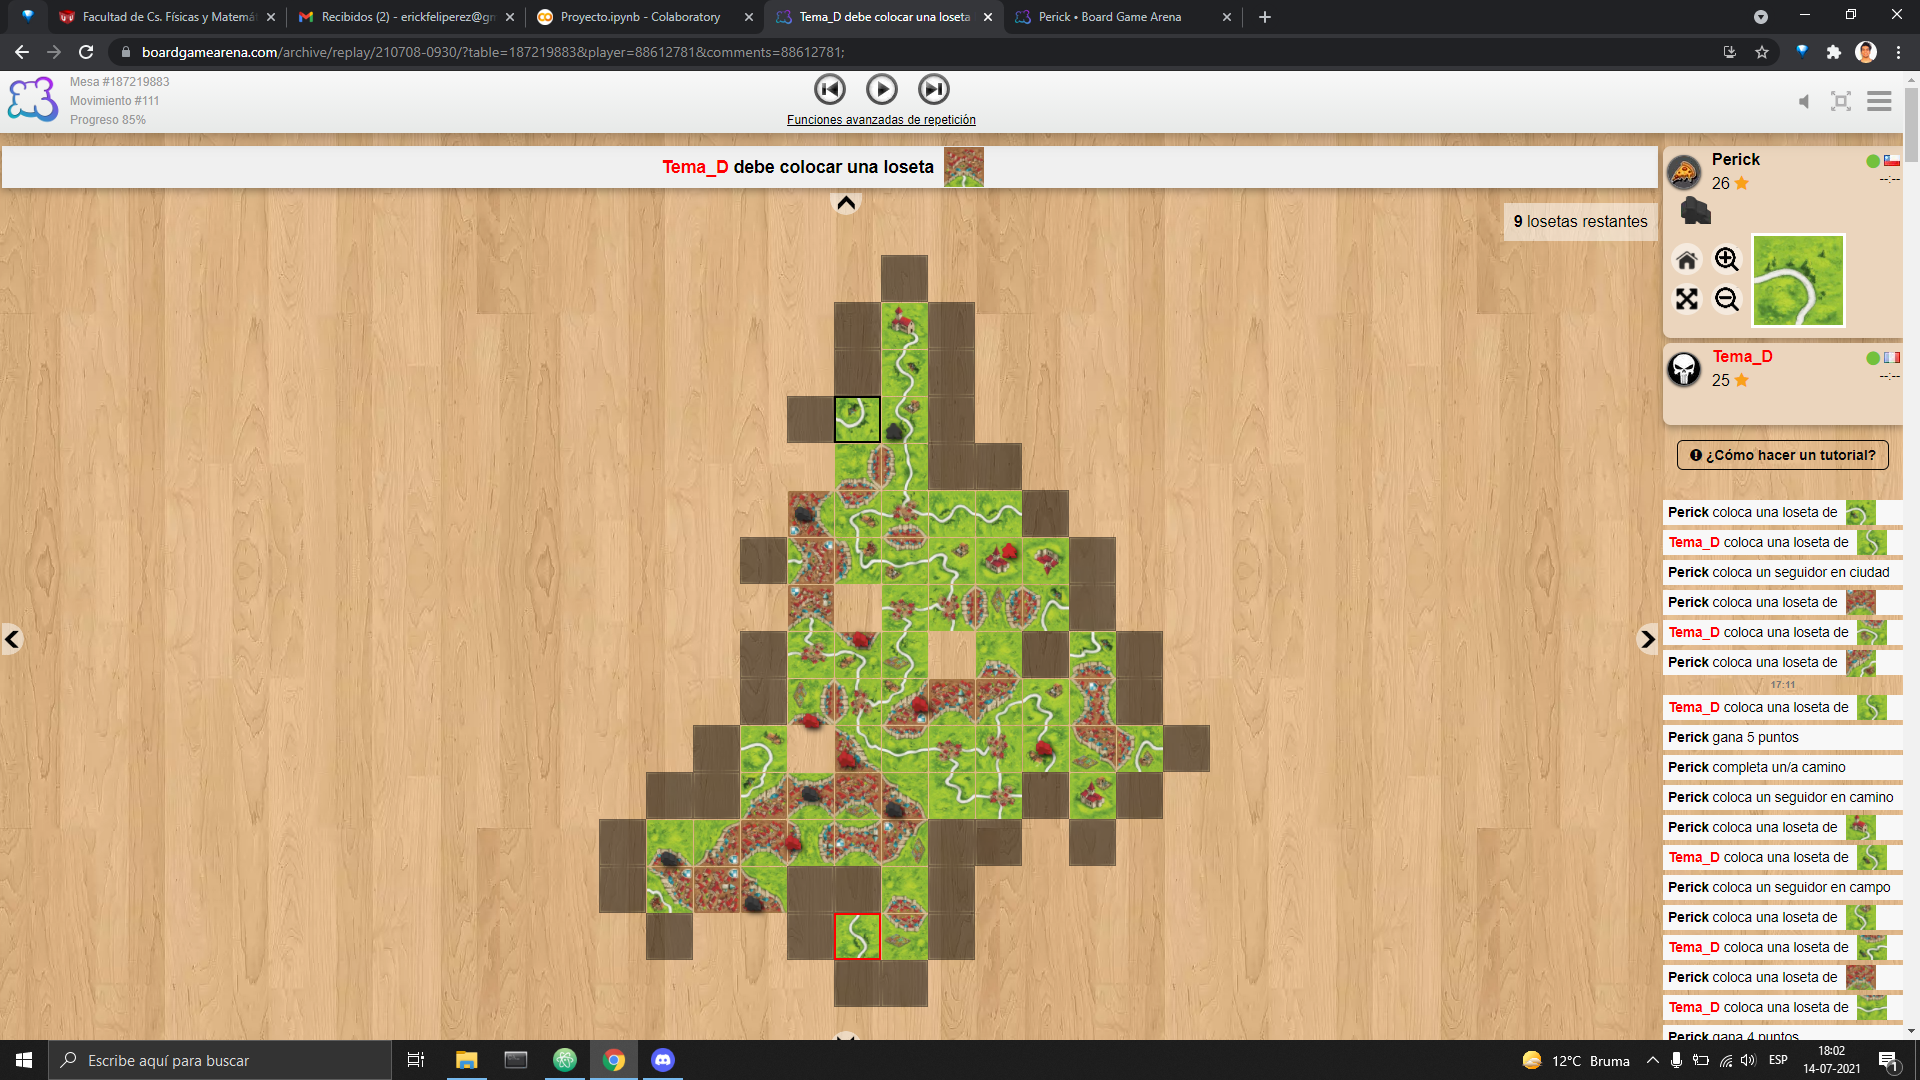 Facultad de Cs. Físicas y Matemá
Recibidos (2) - erickfeliperez@gm
Proyecto.ipynb - Colaboratory
Tema_D debe colocar una loseta
Perick • Board Game Arena
boardgamearena.com/archive/replay/210708-0930/?table=187219883&player=88612781&comments=88612781;
Mesa #187219883
Movimiento #111
Progreso 85%
Funciones avanzadas de repetición
Tema_D debe colocar una loseta
9 losetas restantes
Perick
26
--:--
Tema_D
25
--:--
¿Cómo hacer un tutorial?
Perick coloca una loseta de
Tema_D coloca una loseta de
Perick coloca un seguidor en ciudad
Perick coloca una loseta de
Tema_D coloca una loseta de
Perick coloca una loseta de
17:11
Tema_D coloca una loseta de
Perick gana 5 puntos
Perick completa un/a camino
Perick coloca un seguidor en camino
Perick coloca una loseta de
Tema_D coloca una loseta de
Perick coloca un seguidor en campo
Perick coloca una loseta de
Tema_D coloca una loseta de
Perick coloca una loseta de
Tema_D coloca una loseta de
Perick gana 4 puntos
Escribe aquí para buscar
12°C Bruma
ESP
18:02
14-07-2021
1